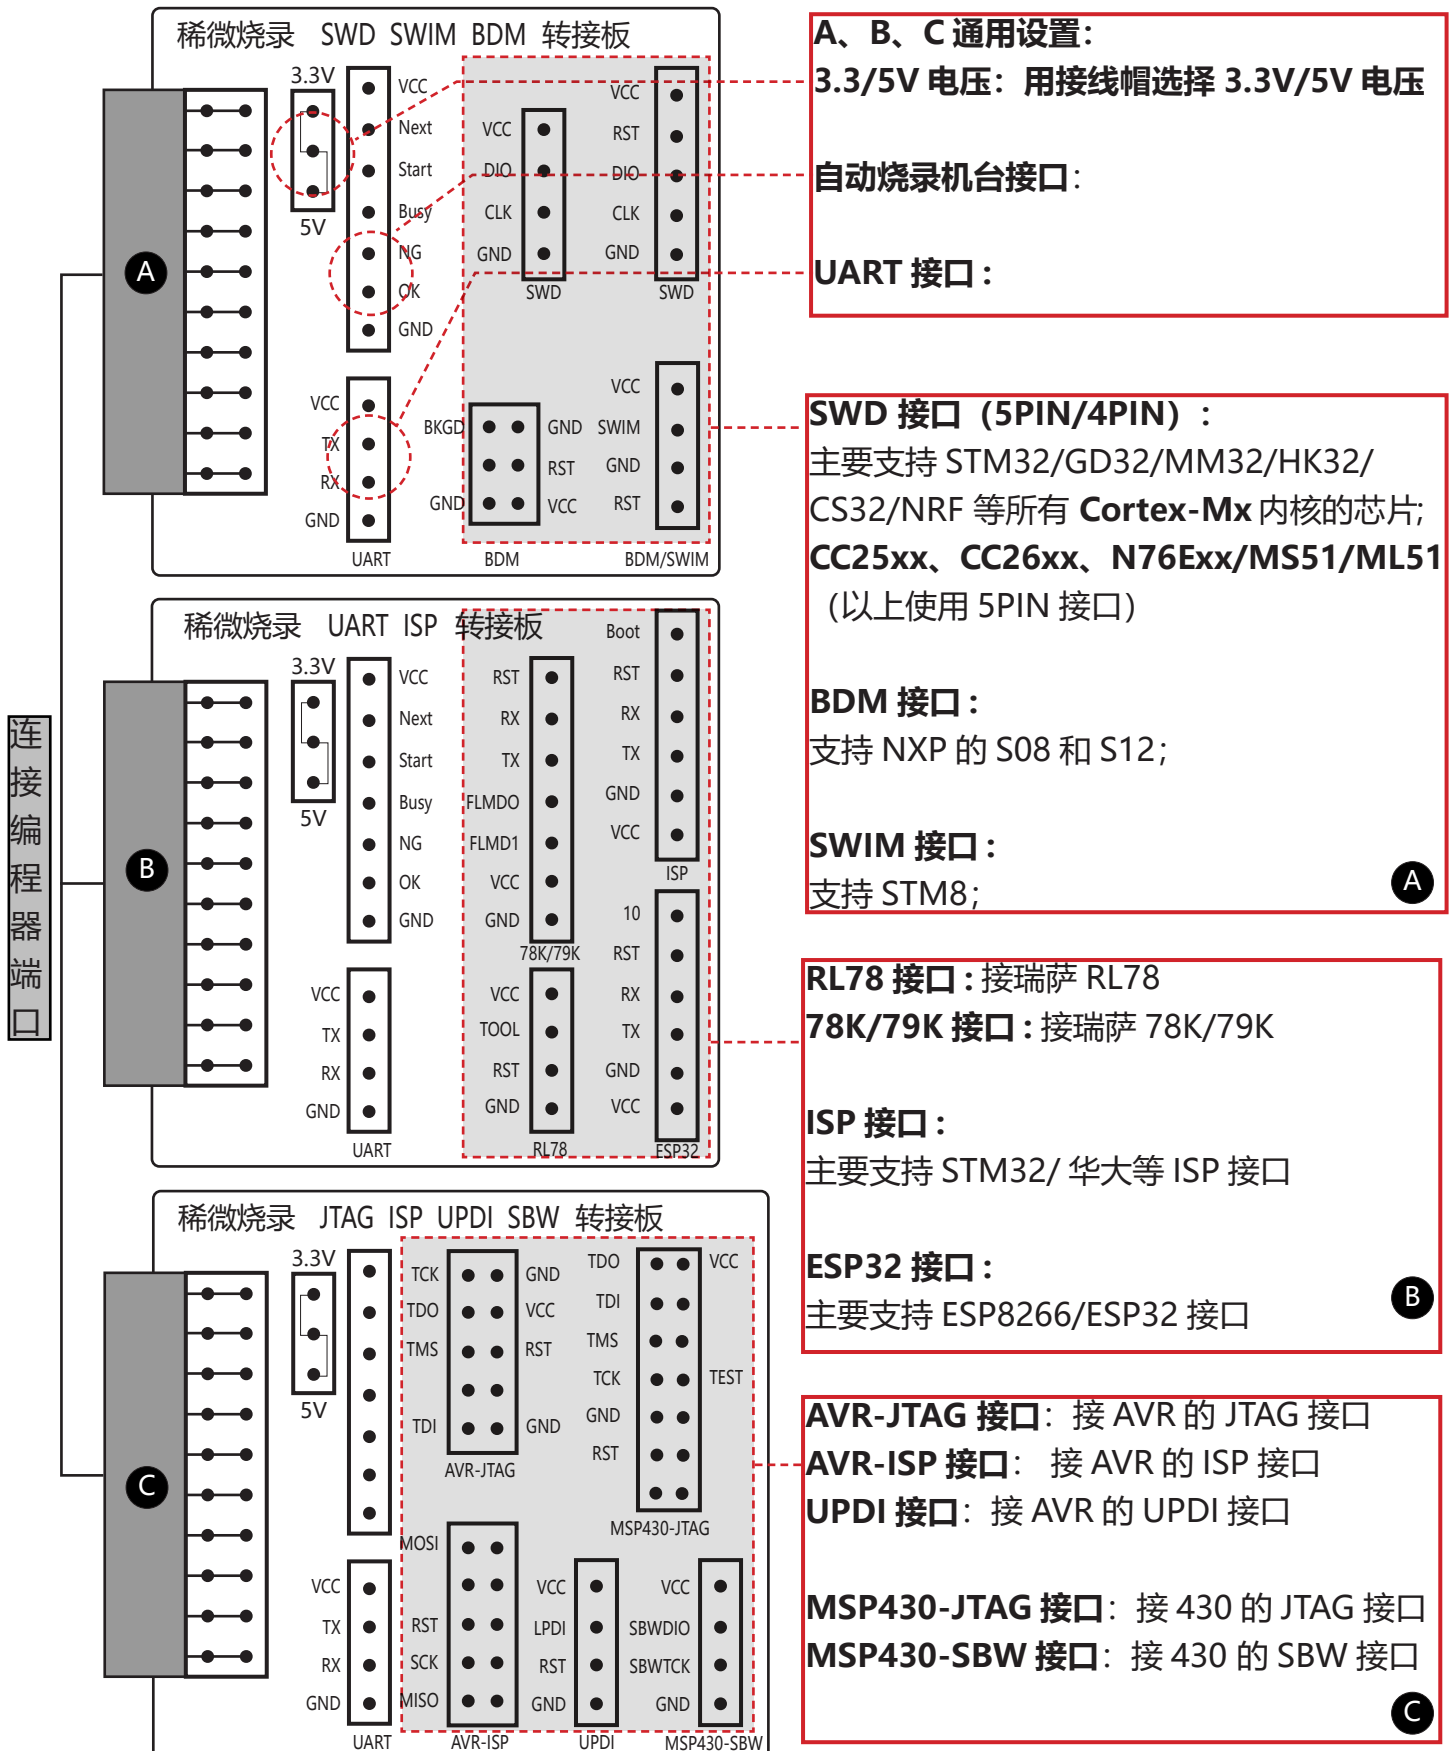 稀微烧录 SWD SWIM BDM 转接板
3.3V
5V
VCC
Next
Start
Busy
NG
OK
GND
VCC
DIO
CLK
GND
SWD
VCC
RST
DIO
CLK
GND
SWD
A
VCC
TX
RX
GND
UART
BKGD
GND
GND
RST
VCC
BDM
VCC
SWIM
GND
RST
BDM/SWIM
A、B、C 通用设置：
3.3/5V 电压：用接线帽选择 3.3V/5V 电压
自动烧录机台接口：
UART 接口：
SWD 接口（5PIN/4PIN）：
主要支持 STM32/GD32/MM32/HK32/
CS32/NRF 等所有 Cortex-Mx 内核的芯片;
CC25xx、CC26xx、N76Exx/MS51/ML51
（以上使用 5PIN 接口）
BDM 接口：
支持 NXP 的 S08 和 S12；
SWIM 接口：
支持 STM8；
A
连接编程器端口
稀微烧录 UART ISP 转接板
3.3V
5V
VCC
Next
Start
Busy
NG
OK
GND
RST
RX
TX
FLMDO
FLMD1
VCC
GND
78K/79K
Boot
RST
RX
TX
GND
VCC
ISP
B
VCC
TX
RX
GND
UART
VCC
TOOL
RST
GND
RL78
10
RST
RX
TX
GND
VCC
ESP32
RL78 接口：接瑞萨 RL78
78K/79K 接口：接瑞萨 78K/79K
ISP 接口：
主要支持 STM32/ 华大等 ISP 接口
ESP32 接口：
主要支持 ESP8266/ESP32 接口
B
稀微烧录 JTAG ISP UPDI SBW 转接板
3.3V
5V
TCK
TDO
TMS
TDI
GND
VCC
RST
GND
AVR-JTAG
TDO
TDI
TMS
TCK
GND
RST
VCC
TEST
MSP430-JTAG
C
VCC
TX
RX
GND
UART
MOSI
RST
SCK
MISO
AVR-ISP
VCC
LPDI
RST
GND
UPDI
VCC
SBWDIO
SBWTCK
GND
MSP430-SBW
AVR-JTAG 接口：接 AVR 的 JTAG 接口
AVR-ISP 接口： 接 AVR 的 ISP 接口
UPDI 接口：接 AVR 的 UPDI 接口
MSP430-JTAG 接口：接 430 的 JTAG 接口
MSP430-SBW 接口：接 430 的 SBW 接口
C